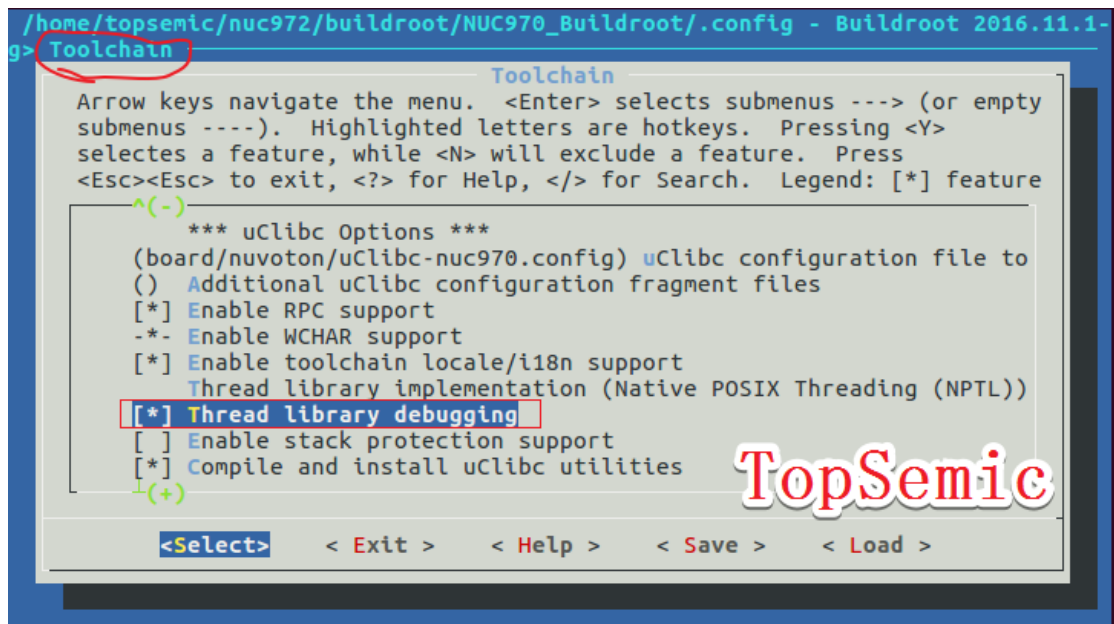 /home/topsemic/nuc972/buildroot/NUC970_Buildroot/.config - Buildroot 2016.11.1-
g> Toolchain
Toolchain
Arrow keys navigate the menu.  <Enter> selects submenus ---> (or empty
submenus ----).  Highlighted letters are hotkeys.  Pressing <Y>
selectes a feature, while <N> will exclude a feature.  Press
<Esc><Esc> to exit, <?> for Help, </> for Search.  Legend: [*] feature
^(-)
*** uClibc Options ***
(board/nuvoton/uClibc-nuc970.config) uClibc configuration file to
()  Additional uClibc configuration fragment files
[*] Enable RPC support
-*- Enable WCHAR support
[*] Enable toolchain locale/i18n support
Thread library implementation (Native POSIX Threading (NPTL))
[*] Thread library debugging
[ ] Enable stack protection support
[*] Compile and install uClibc utilities
TopSemic
(+)
<Select>    < Exit >    < Help >    < Save >    < Load >